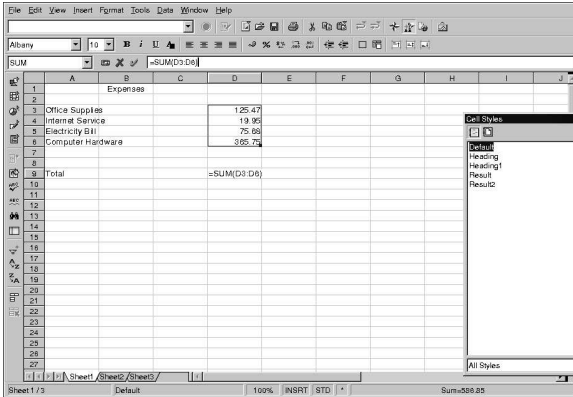 File Edit View Insert Format Tools Data Window Help
Albany 10 B i U A
SUM =SUM(D3:D6)
A B C D E F G H I J
1 Expenses
2
3 Office Supplies 125.47
4 Internet Service 19.95
5 Electricity Bill 75.68
6 Computer Hardware 365.75
7
8
9 Total =SUM(D3:D6)
10
11
12
13
14
15
16
17
18
19
20
21
22
23
24
25
26
27
Cell Styles
Default
Heading
Heading1
Result
Result2
All Styles
Sheet1 Sheet2 Sheet3
Sheet 1 / 3 Default 100% INSRT STD * Sum=586.85